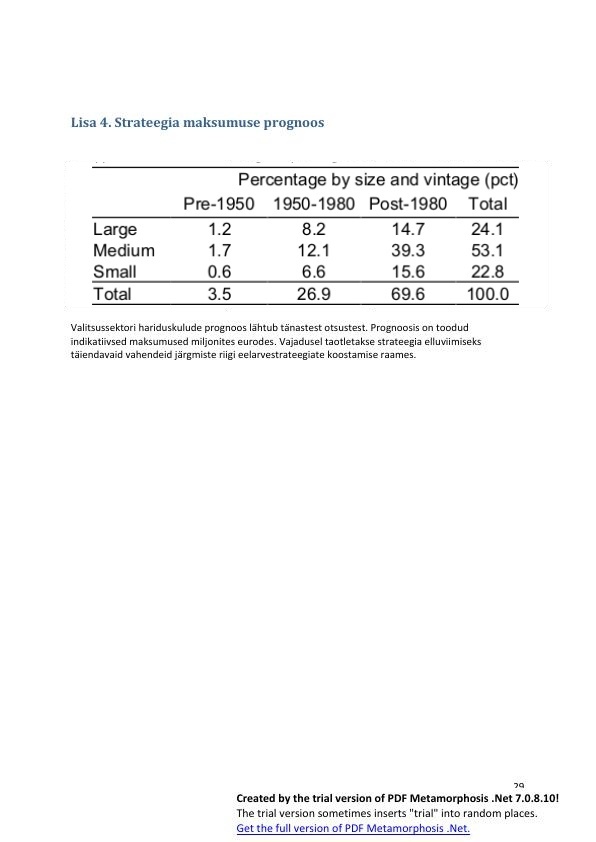 Lisa 4. Strateegia maksumuse prognoos
Percentage by size and vintage (pct)
Pre-1950 1950-1980 Post-1980 Total
Large 1.2 8.2 14.7 24.1
Medium 1.7 12.1 39.3 53.1
Small 0.6 6.6 15.6 22.8
Total 3.5 26.9 69.6 100.0
Valitsussektori hariduskulude prognoos lähtub tänastest otsustest. Prognoosis on toodud
indikatiivsed maksumused miljonites eurodes. Vajadusel taotletakse strateegia elluviimiseks
täiendavaid vahendeid järgmiste riigi eelarvestrateegiate koostamise raames.
29
Created by the trial version of PDF Metamorphosis .Net 7.0.8.10!
The trial version sometimes inserts "trial" into random places.
Get the full version of PDF Metamorphosis .Net.